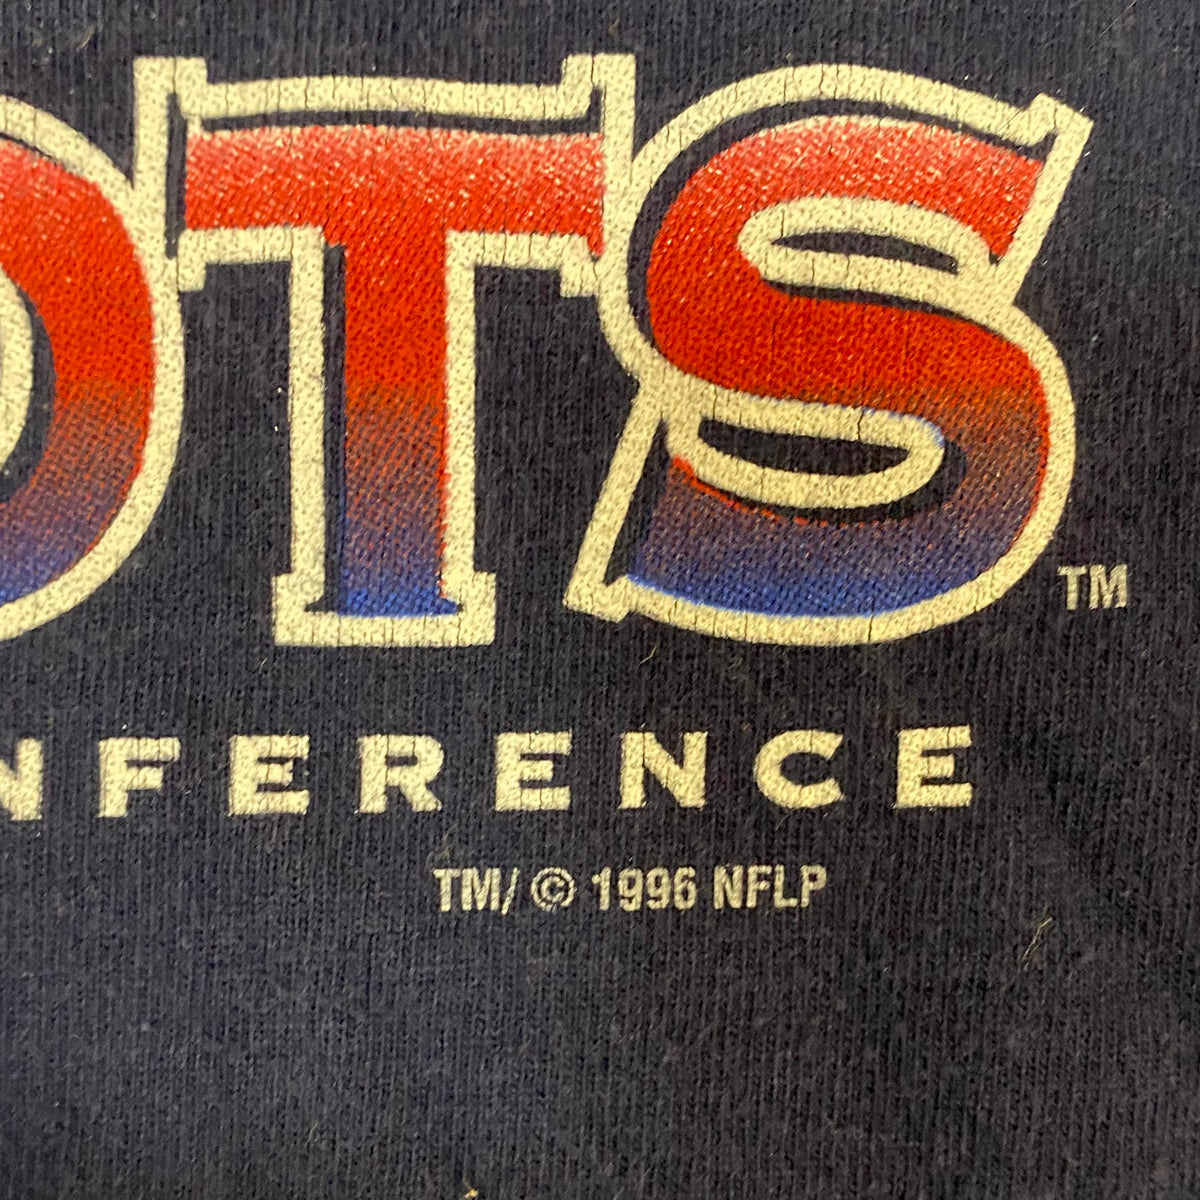 OTS™
NFERENCE
TM/ © 1996 NFLP